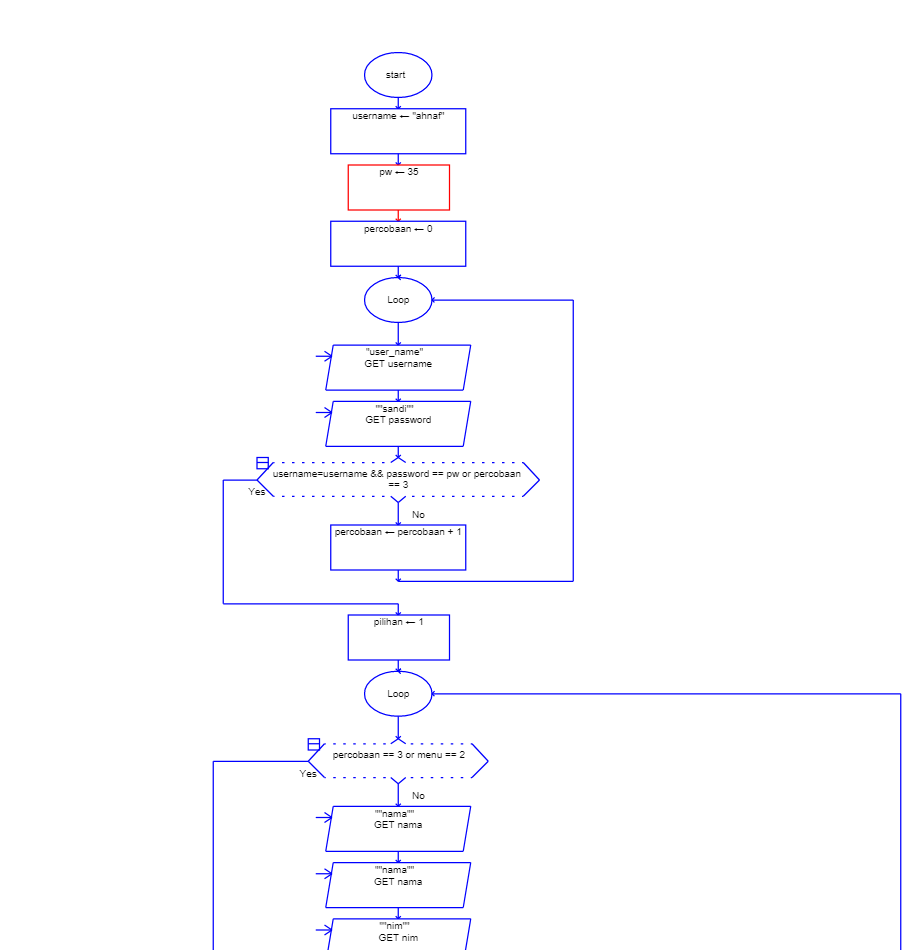 start
username ← "ahnaf"
pw ← 35
percobaan ← 0
Loop
"user_name"
GET username
""sandi""
GET password
username=username && password == pw or percobaan
== 3
Yes
No
percobaan ← percobaan + 1
pilihan ← 1
Loop
percobaan == 3 or menu == 2
Yes
No
""nama""
GET nama
""nama""
GET nama
""nim""
GET nim